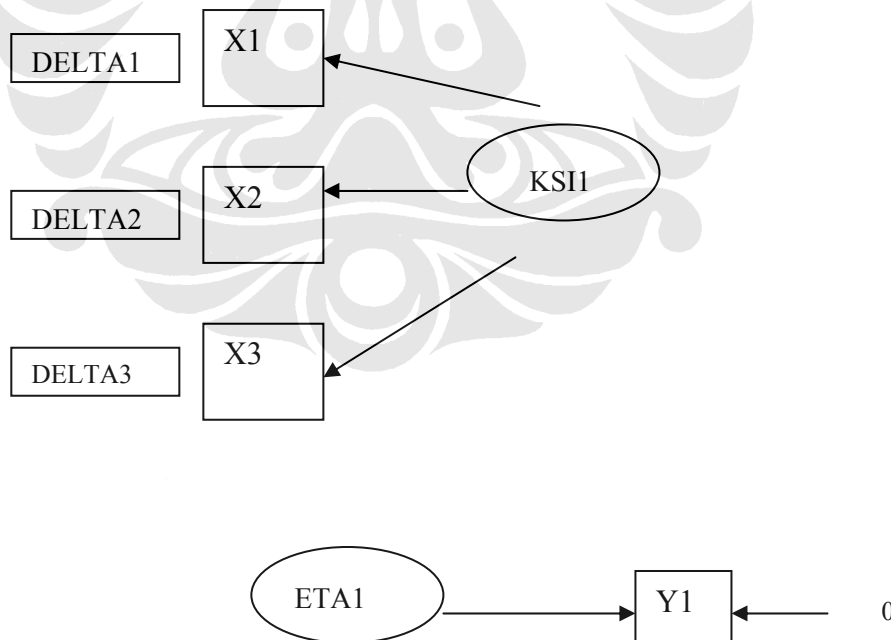 X1
DELTA1
KSI1
X2
DELTA2
X3
DELTA3
ETA1
Y1
0